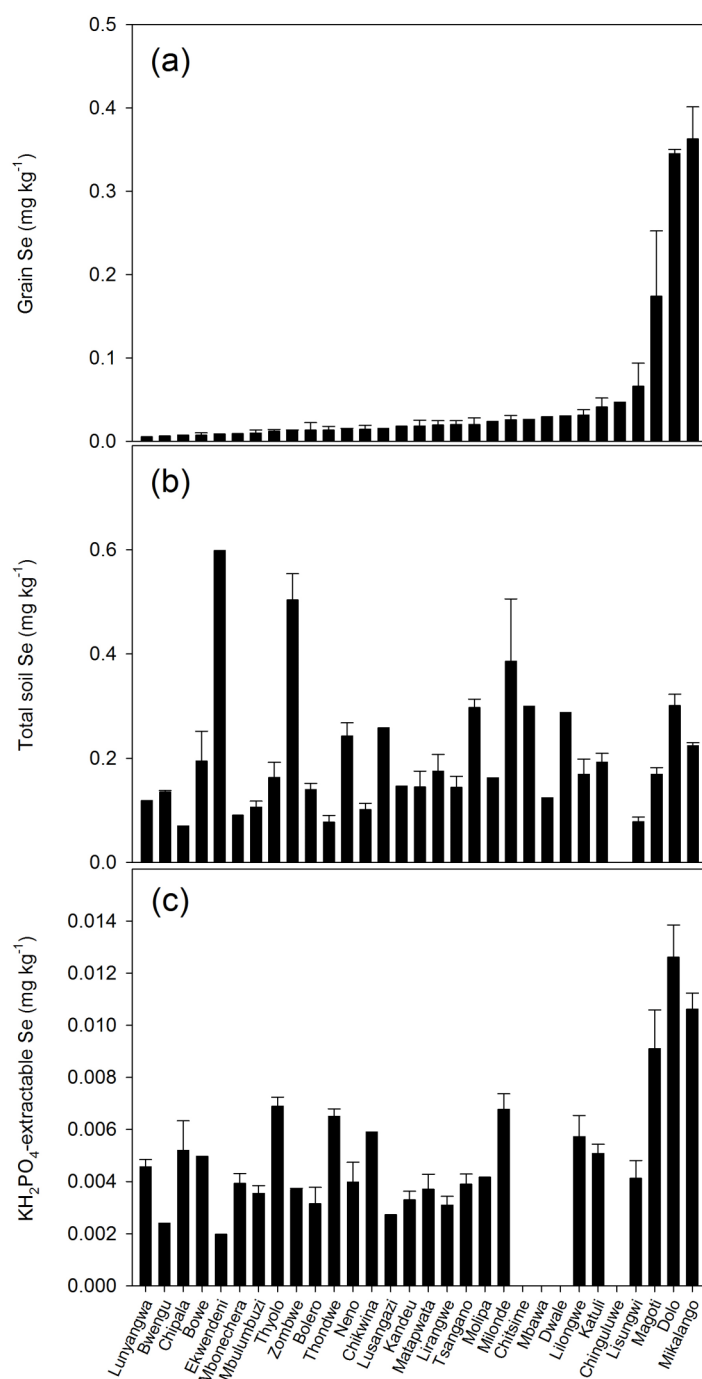 (a)
Grain Se (mg kg⁻¹)
0.5
0.4
0.3
0.2
0.1
0.0
(b)
Total soil Se (mg kg⁻¹)
0.6
0.4
0.2
0.0
(c)
KH₂PO₄-extractable Se (mg kg⁻¹)
0.014
0.012
0.010
0.008
0.006
0.004
0.002
0.000
Lunyangwa
Bwengu
Chipala
Bowe
Ekwendeni
Mbonechera
Mbulumbuzi
Thyolo
Zombwe
Bolero
Thondwe
Neno
Chikwina
Lusangazi
Kandeu
Matapwata
Lirangwe
Tsangano
Molipa
Milonde
Chitsime
Mbawa
Dwale
Lilongwe
Katuli
Chinguluwe
Lisungwi
Magoti
Dolo
Mikalango